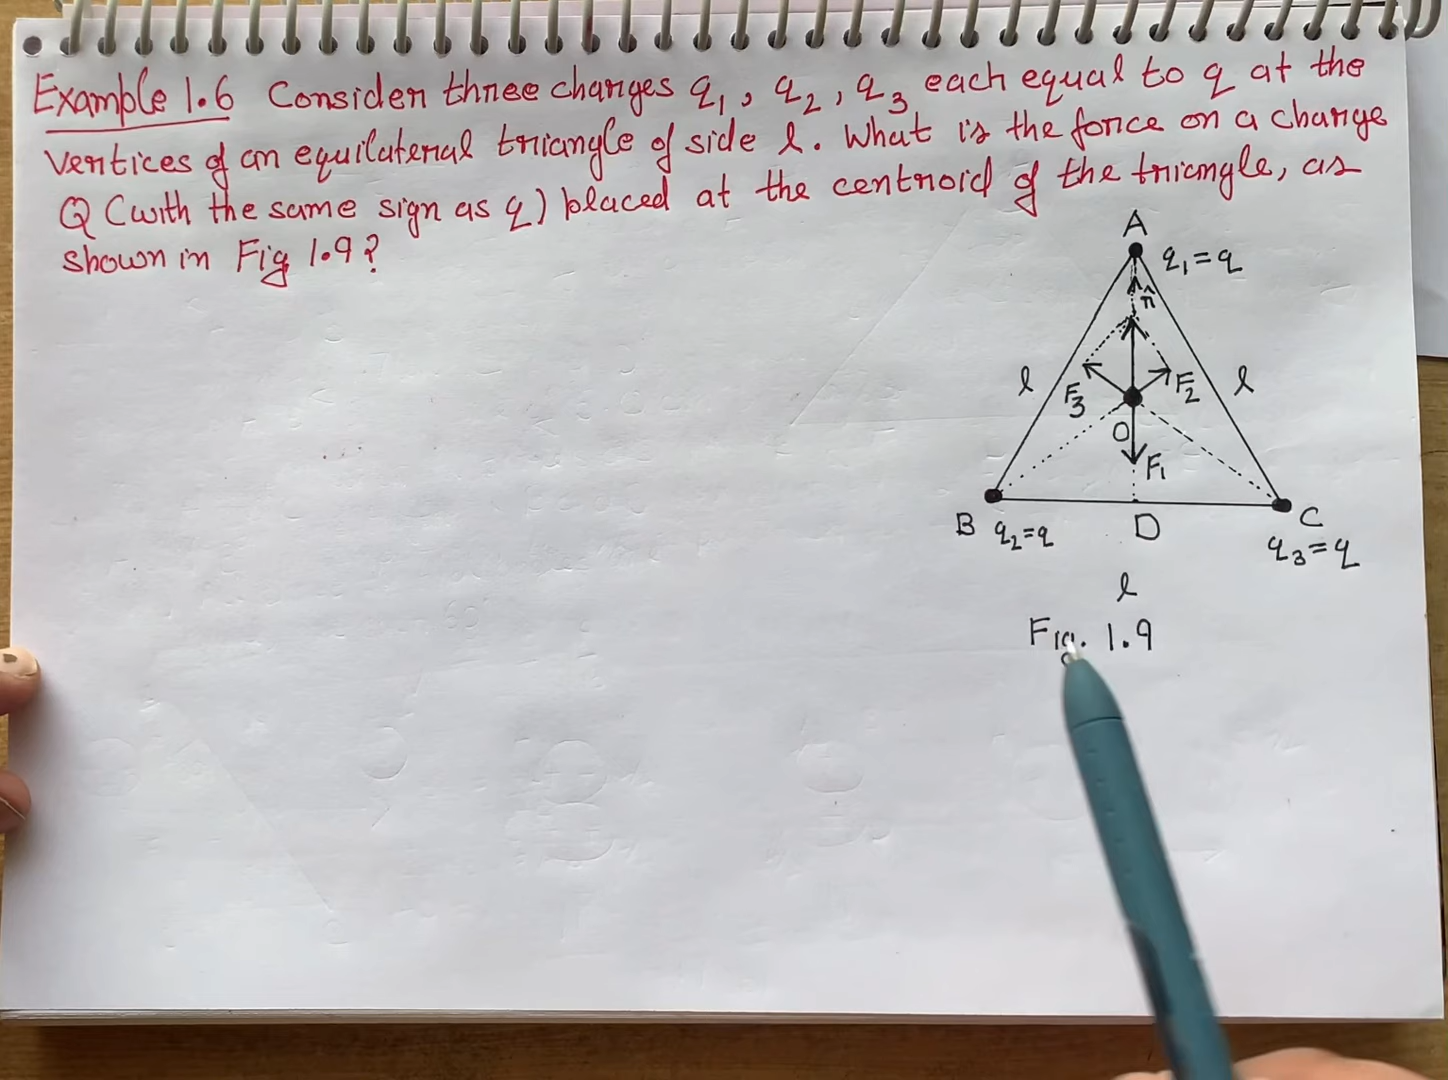 Example 1.6 Consider three charges q₁, q₂, q₃ each equal to q at the
vertices of an equilateral triangle of side l. What is the force on a charge
Q (with the same sign as q) placed at the centroid of the triangle, as
shown in Fig 1.9?
A
q₁=q
n̂
l
F₃
F₂
l
O
F₁
B q₂=q
D
C
q₃=q
l
Fig. 1.9